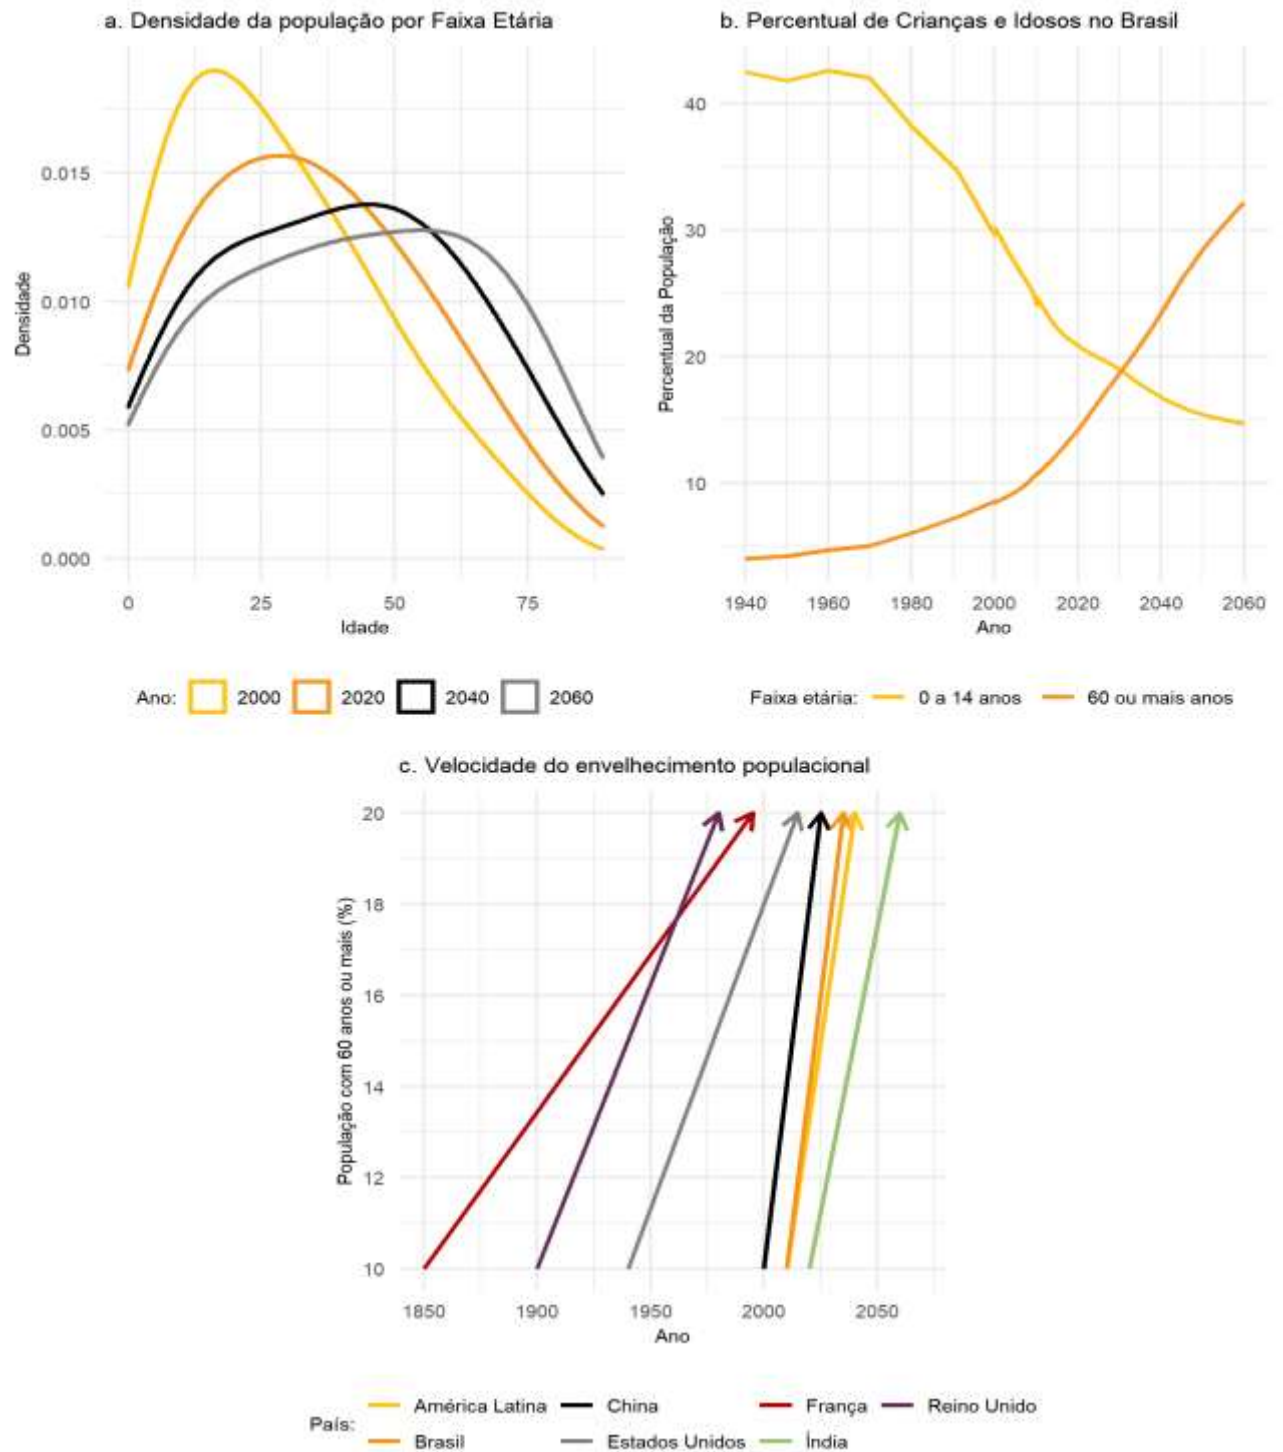 a. Densidade da população por Faixa Etária
Densidade
0.015
0.010
0.005
0.000
0 25 50 75
Idade
Ano: 2000 2020 2040 2060
b. Percentual de Crianças e Idosos no Brasil
Percentual da População
40
30
20
10
1940 1960 1980 2000 2020 2040 2060
Ano
Faixa etária: 0 a 14 anos 60 ou mais anos
c. Velocidade do envelhecimento populacional
População com 60 anos ou mais (%)
20
18
16
14
12
10
1850 1900 1950 2000 2050
Ano
País:
América Latina China França Reino Unido
Brasil Estados Unidos Índia